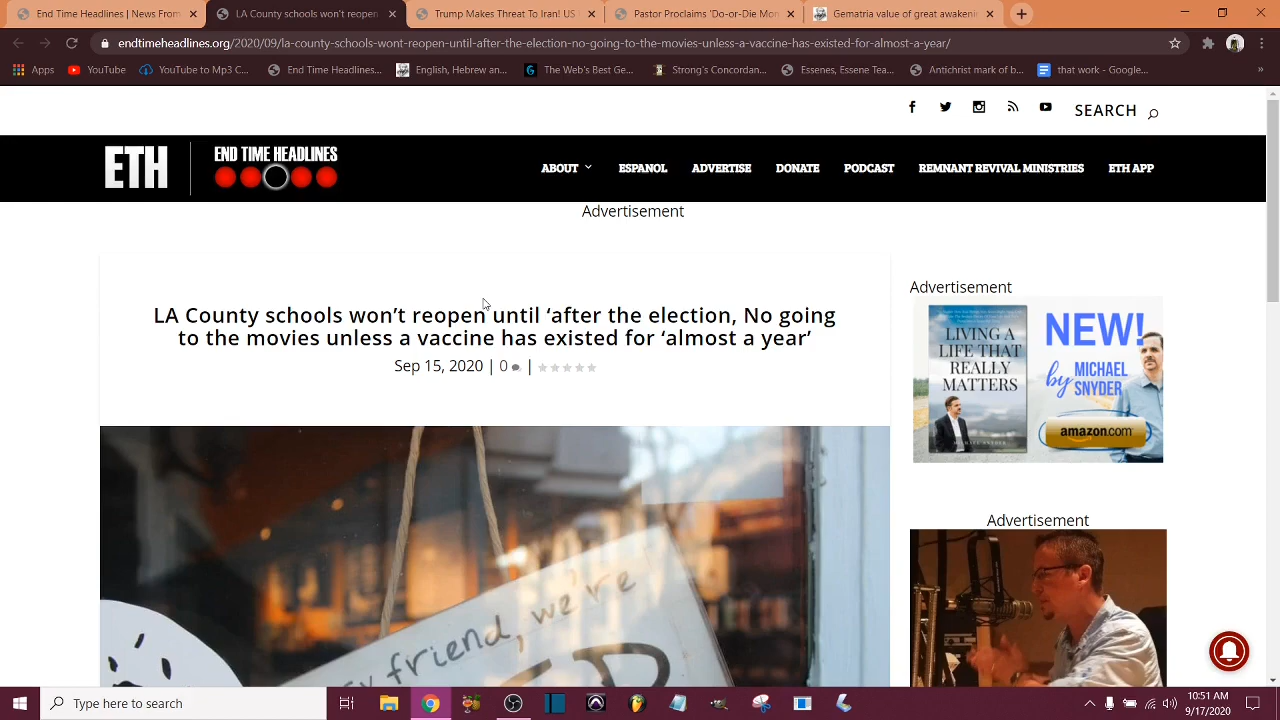 End Time Headlines | News From
LA County schools won't reopen
Trump Makes Threat To Iran! US
Pastor Proclaims 'Do-or-Die Mon
Gematria value of great awakenin
endtimeheadlines.org/2020/09/la-county-schools-wont-reopen-until-after-the-election-no-going-to-the-movies-unless-a-vaccine-has-existed-for-almost-a-year/
Apps
YouTube
YouTube to Mp3 C...
End Time Headlines...
English, Hebrew an...
The Web's Best Ge...
Strong's Concordan...
Essenes, Essene Tea...
Antichrist mark of b...
that work - Google...
»
SEARCH
ETH
END TIME HEADLINES
ABOUT
ESPANOL
ADVERTISE
DONATE
PODCAST
REMNANT REVIVAL MINISTRIES
ETH APP
Advertisement
LA County schools won't reopen until 'after the election, No going
to the movies unless a vaccine has existed for 'almost a year'
Sep 15, 2020 | 0 |
Advertisement
LIVING A
LIFE THAT
REALLY
MATTERS
MICHAEL SNYDER
NEW!
by MICHAEL
SNYDER
amazon.com
Advertisement
friend, we're
Type here to search
10:51 AM
9/17/2020